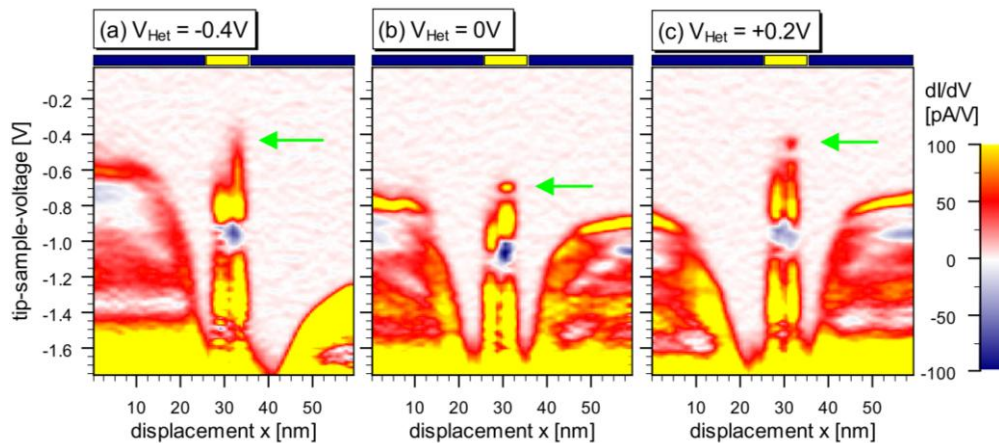 (a) V_Het = -0.4V
(b) V_Het = 0V
(c) V_Het = +0.2V
tip-sample-voltage [V]
-0.2
-0.4
-0.6
-0.8
-1.0
-1.2
-1.4
-1.6
10 20 30 40 50
displacement x [nm]
10 20 30 40 50
displacement x [nm]
10 20 30 40 50
displacement x [nm]
dI/dV
[pA/V]
100
50
0
-50
-100